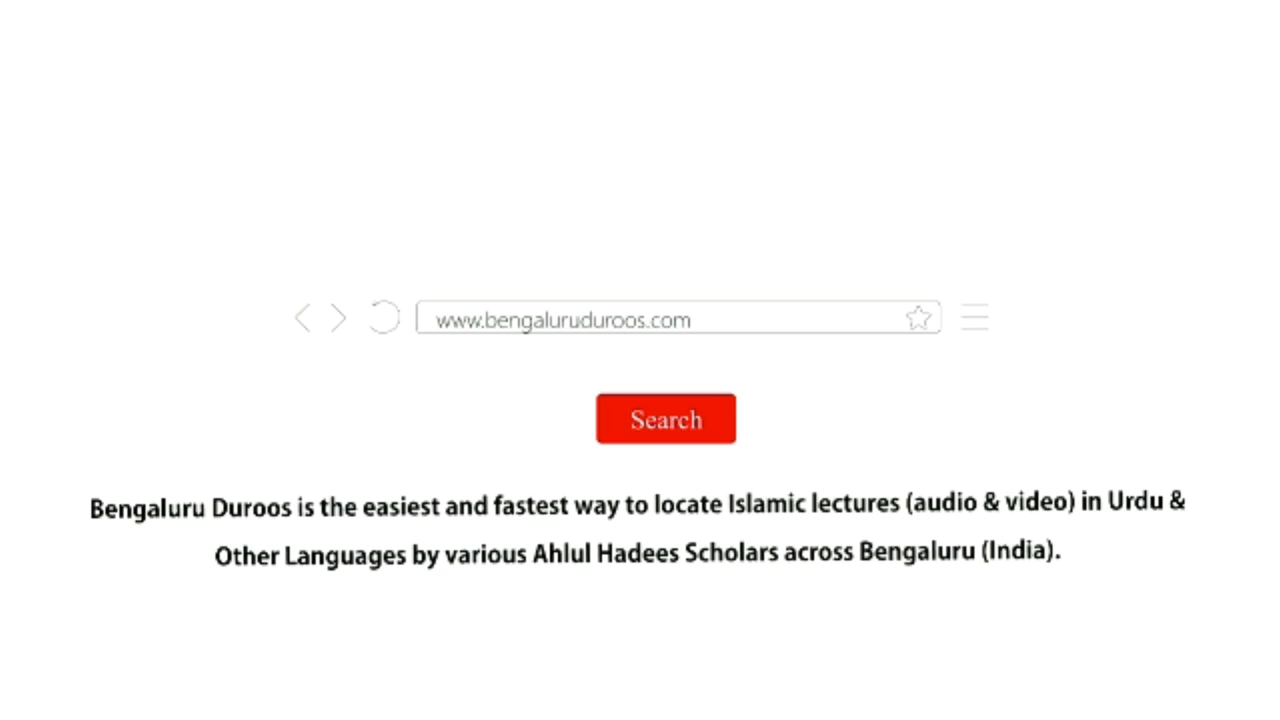 www.bengaluruduroos.com
Search
Bengaluru Duroos is the easiest and fastest way to locate Islamic lectures (audio & video) in Urdu &
Other Languages by various Ahlul Hadees Scholars across Bengaluru (India).